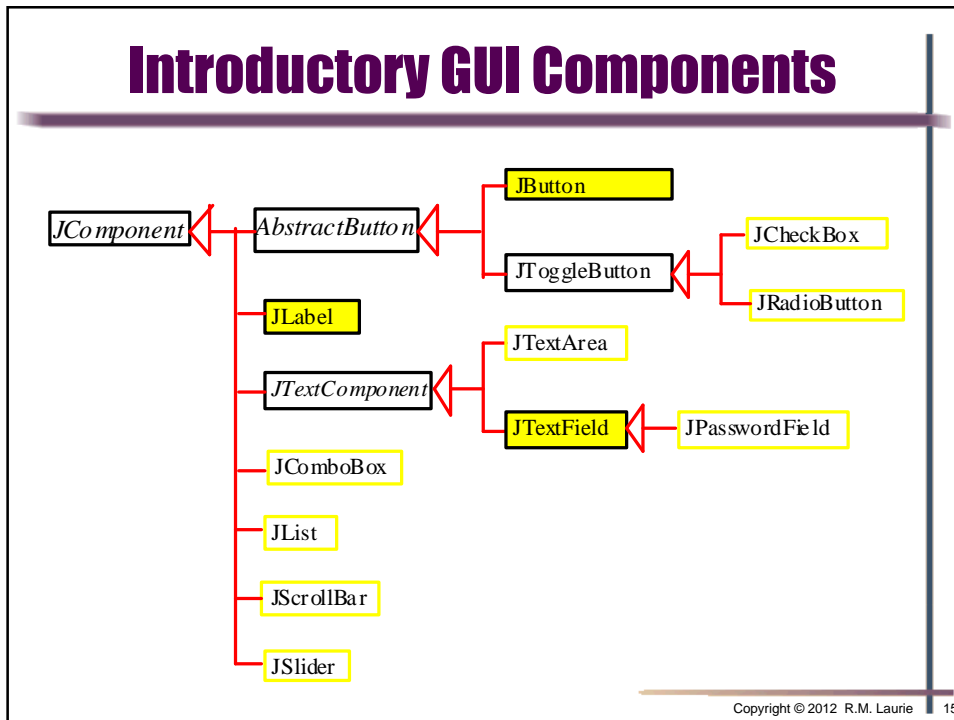 Introductory GUI Components
JButton
JComponent
AbstractButton
JCheckBox
JToggleButton
JRadioButton
JLabel
JTextArea
JTextComponent
JTextField
JPasswordField
JComboBox
JList
JScrollBar
JSlider
Copyright © 2012 R.M. Laurie 15